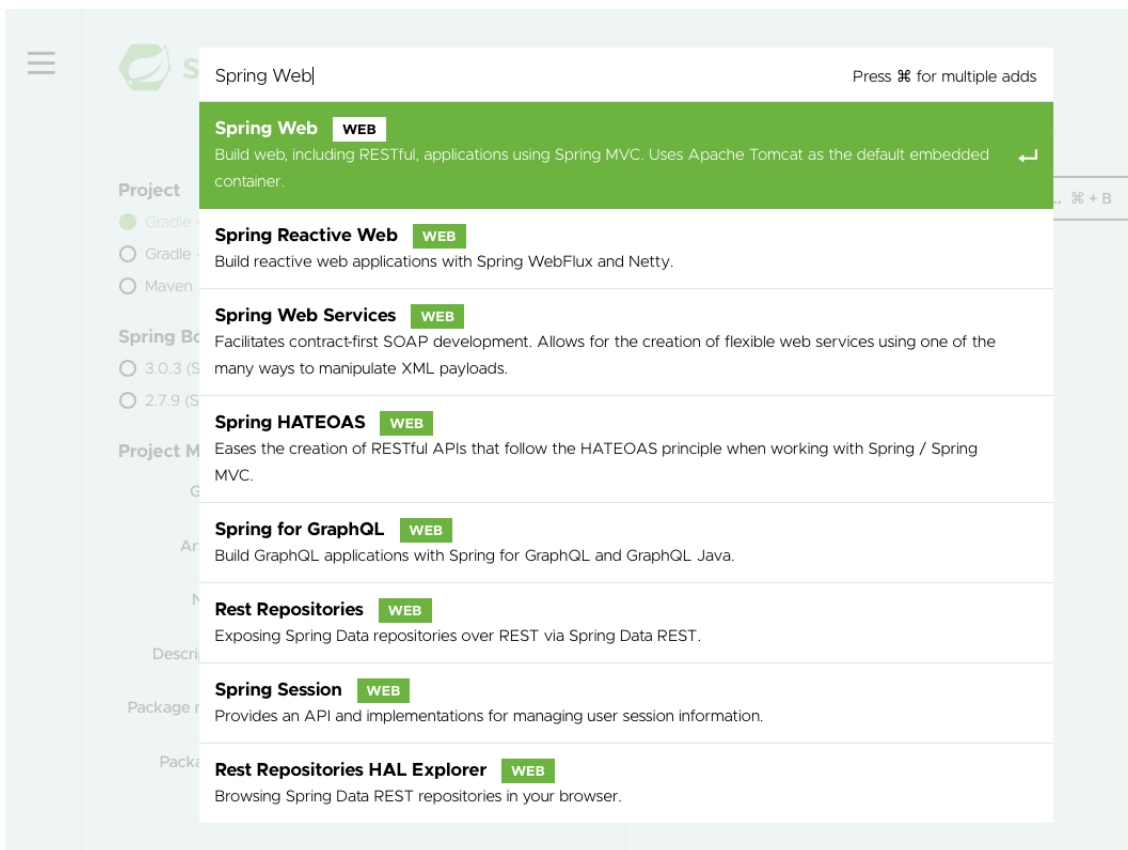 S
Spring Web
Press ⌘ for multiple adds
Spring Web WEB
Build web, including RESTful, applications using Spring MVC. Uses Apache Tomcat as the default embedded
container.
Project
.. ⌘ + B
Gradle -
Spring Reactive Web WEB
Gradle -
Build reactive web applications with Spring WebFlux and Netty.
Maven
Spring Web Services WEB
Spring Bo
Facilitates contract-first SOAP development. Allows for the creation of flexible web services using one of the
3.0.3 (S
many ways to manipulate XML payloads.
2.7.9 (S
Spring HATEOAS WEB
Project M
Eases the creation of RESTful APIs that follow the HATEOAS principle when working with Spring / Spring
MVC.
G
Spring for GraphQL WEB
Ar
Build GraphQL applications with Spring for GraphQL and GraphQL Java.
N
Rest Repositories WEB
Exposing Spring Data repositories over REST via Spring Data REST.
Descri
Spring Session WEB
Package r
Provides an API and implementations for managing user session information.
Packa
Rest Repositories HAL Explorer WEB
Browsing Spring Data REST repositories in your browser.